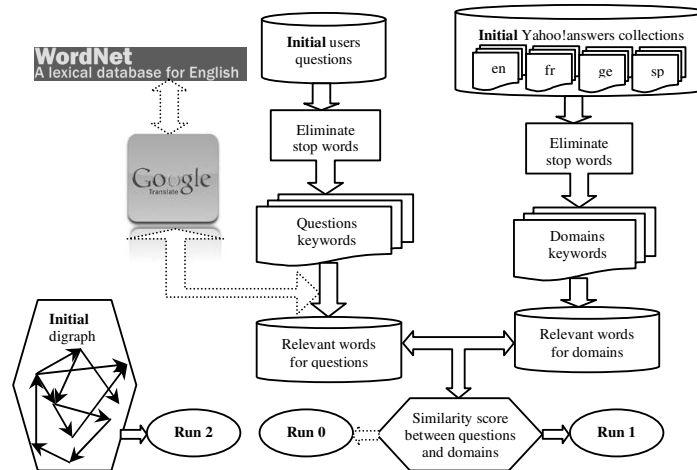 WordNet
A lexical database for English
Initial users
questions
Initial Yahoo!answers collections
en
fr
ge
sp
Eliminate
stop words
Eliminate
stop words
Google
Translate
Questions
keywords
Domains
keywords
Initial
digraph
Relevant words
for questions
Relevant words
for domains
Run 2
Run 0
Similarity score
between questions
and domains
Run 1